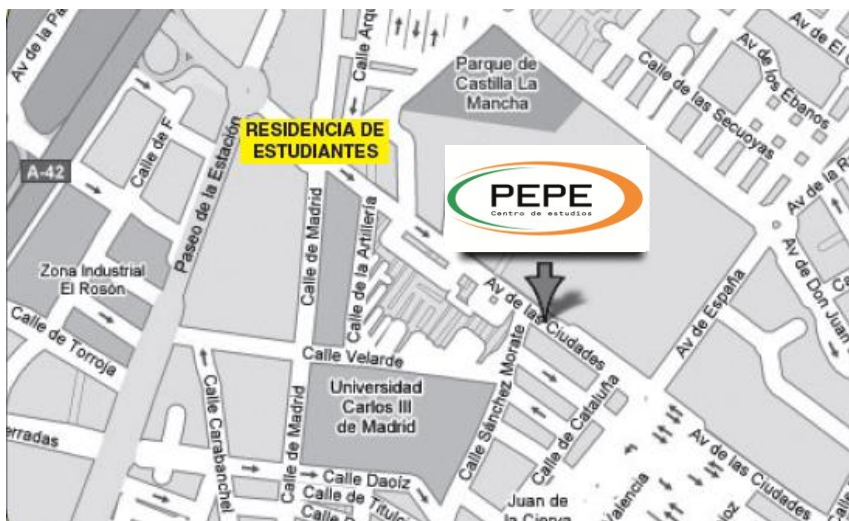 Av de la Pa
Calle Arq
Parque de
Castilla La
Mancha
Av de El
Av de los Ébanos
Calle de las Secuoyas
RESIDENCIA DE
ESTUDIANTES
A-42
Calle de F
Paseo de la Estación
PEPE
Centro de estudios
Av de la R
Zona Industrial
El Rosón
Calle de Madrid
Calle de la Artillería
Av de las Ciudades
Av de España
Av de Don Juan
Calle de Torroja
Calle Velarde
Calle Sánchez Morate
Calle de Cataluña
Universidad
Carlos III
de Madrid
erradas
Calle Carabanchel
Calle de Madrid
Calle Daoíz
Calle de Titulc
Av de las Ciudades
Valencia
Juan de
la Cierva